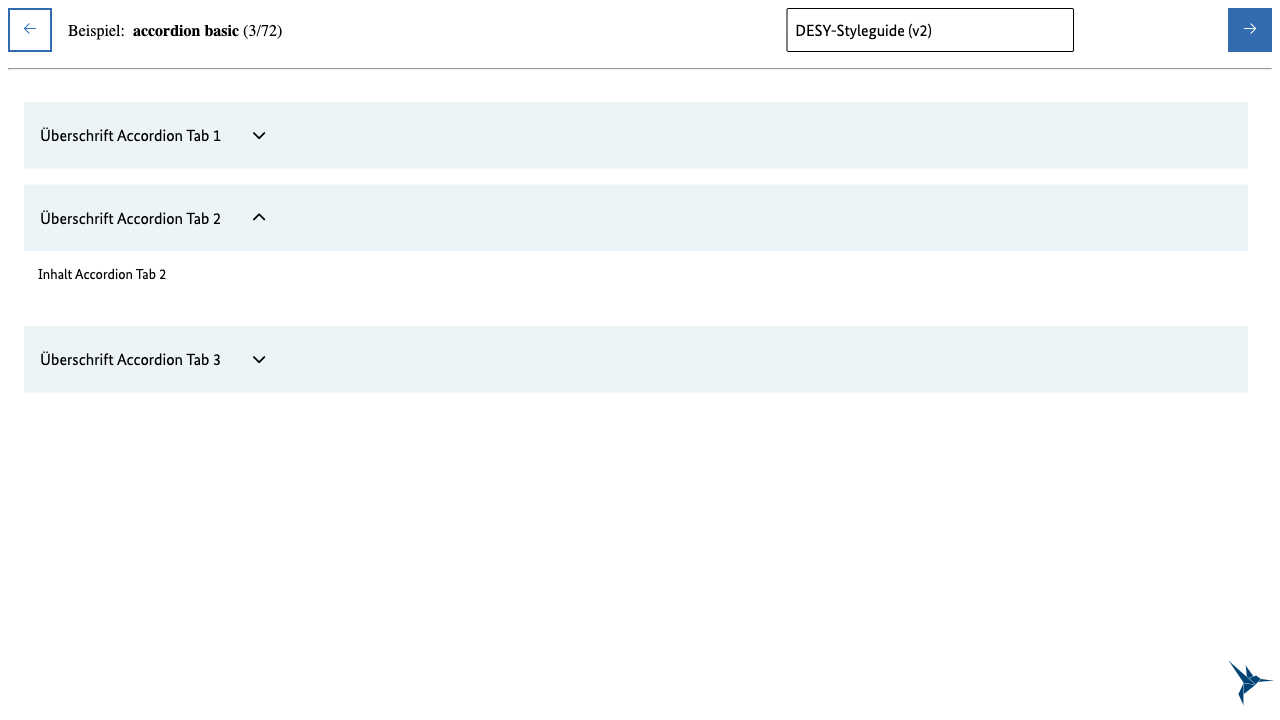 Beispiel: accordion basic (3/72)
DESY-Styleguide (v2)
Überschrift Accordion Tab 1
Überschrift Accordion Tab 2
Inhalt Accordion Tab 2
Überschrift Accordion Tab 3